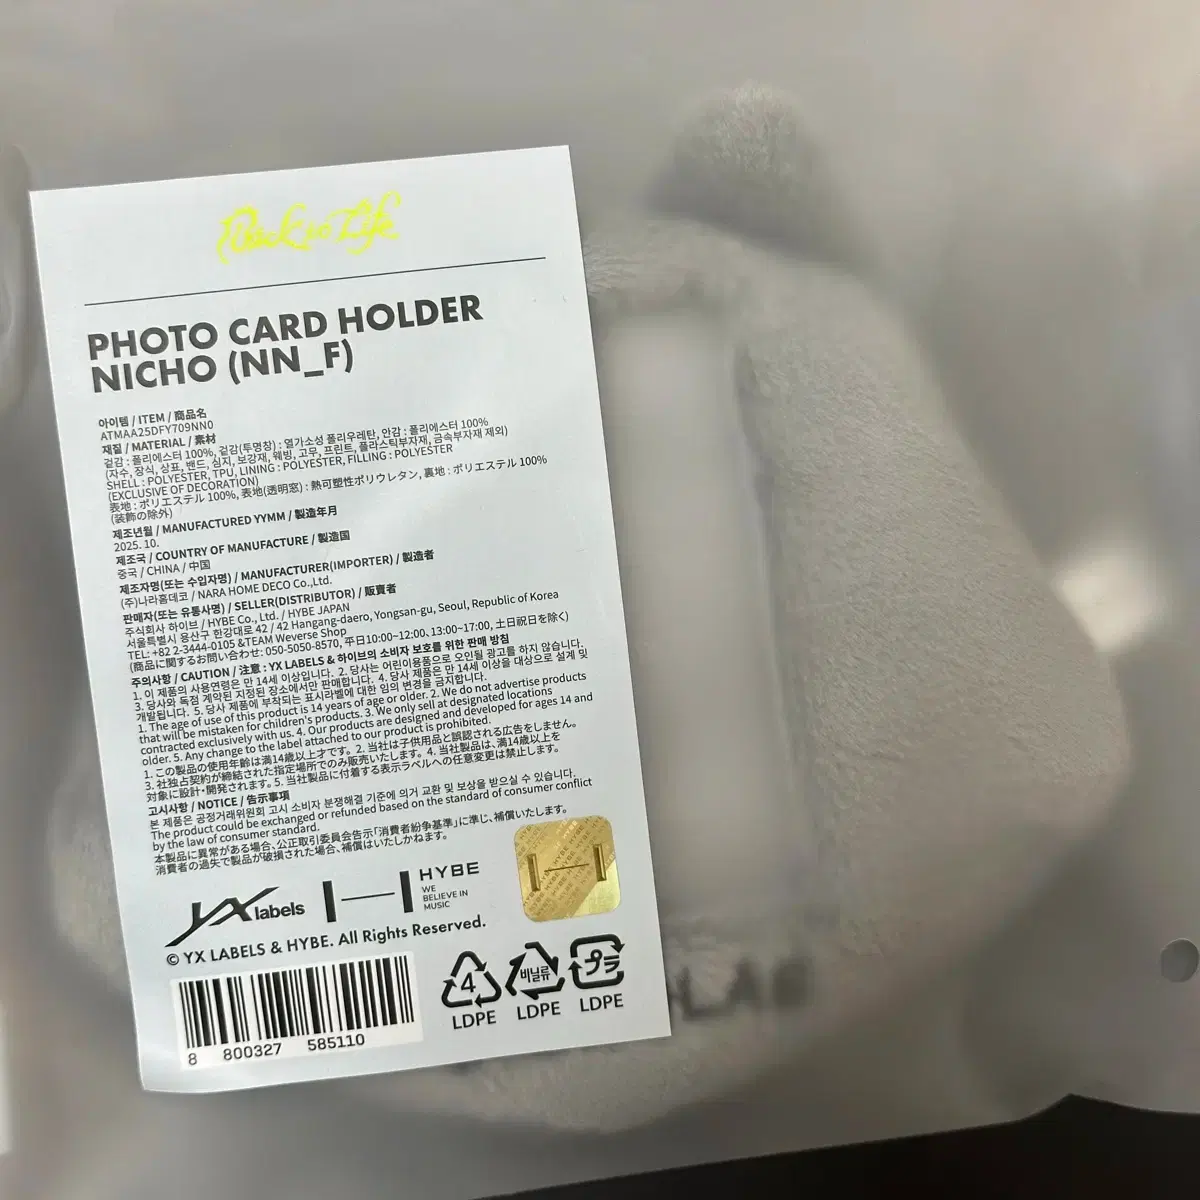 Back to Life
PHOTO CARD HOLDER
NICHO (NN_F)
아이템 / ITEM / 商品名
ATMAA25DFY709NN0
재질 / MATERIAL / 素材
겉감 : 폴리에스터 100%, 겉감(투명창) : 열가소성 폴리우레탄, 안감 : 폴리에스터 100%
(자수, 장식, 상표, 밴드, 심지, 보강재, 웨빙, 고무, 프린트, 플라스틱부자재, 금속부자재 제외)
SHELL : POLYESTER, TPU, LINING : POLYESTER, FILLING : POLYESTER
(EXCLUSIVE OF DECORATION)
表地 : ポリエステル 100%, 表地(透明窓) : 熱可塑性ポリウレタン, 裏地 : ポリエステル 100%
(装飾の除外)
제조년월 / MANUFACTURED YYMM / 製造年月
2025. 10.
제조국 / COUNTRY OF MANUFACTURE / 製造国
중국 / CHINA / 中国
제조자명(또는 수입자명) / MANUFACTURER(IMPORTER) / 製造者
(주)나라홈데코 / NARA HOME DECO Co.,Ltd.
판매자(또는 유통사명) / SELLER(DISTRIBUTOR) / 販賣者
주식회사 하이브 / HYBE Co., Ltd. / HYBE JAPAN
서울특별시 용산구 한강대로 42 / 42 Hangang-daero, Yongsan-gu, Seoul, Republic of Korea
TEL: +82 2-3444-0105 &TEAM Weverse Shop
(商品に関するお問い合わせ: 050-5050-8570, 平日10:00~12:00、13:00~17:00, 土日祝日を除く)
주의사항 / CAUTION / 注意 : YX LABELS & 하이브의 소비자 보호를 위한 판매 방침
1. 이 제품의 사용연령은 만 14세 이상입니다. 2. 당사는 어린이용품으로 오인될 광고를 하지 않습니다.
3. 당사와 독점 계약된 지정된 장소에서만 판매합니다. 4. 당사 제품은 만 14세 이상을 대상으로 설계 및
개발됩니다. 5. 당사 제품에 부착되는 표시라벨에 대한 임의 변경을 금지합니다.
1. The age of use of this product is 14 years of age or older. 2. We do not advertise products
that will be mistaken for children's products. 3. We only sell at designated locations
contracted exclusively with us. 4. Our products are designed and developed for ages 14 and
older. 5. Any change to the label attached to our product is prohibited.
1. この製品の使用年齢は満14歳以上才です。 2. 当社は子供用品と誤認される広告をしません。
3. 社独占契約が締結された指定場所でのみ販売いたします。 4. 当社製品は、満14歳以上を
対象に設計・開発されます。 5. 当社製品に付着する表示ラベルへの任意変更は禁止します。
고시사항 / NOTICE / 告示事項
본 제품은 공정거래위원회 고시 소비자 분쟁해결 기준에 의거 교환 및 보상을 받으실 수 있습니다.
The product could be exchanged or refunded based on the standard of consumer conflict
by the law of consumer standard.
本製品に異常がある場合、公正取引委員会告示「消費者紛争基準」に準じ、補償いたします。
消費者の過失で製品が破損された場合、補償はいたしかねます。
YX labels
HYBE
WE
BELIEVE IN
MUSIC
© YX LABELS & HYBE. All Rights Reserved.
8 800327 585110
4
LDPE
비닐류
LDPE
プラ
LDPE